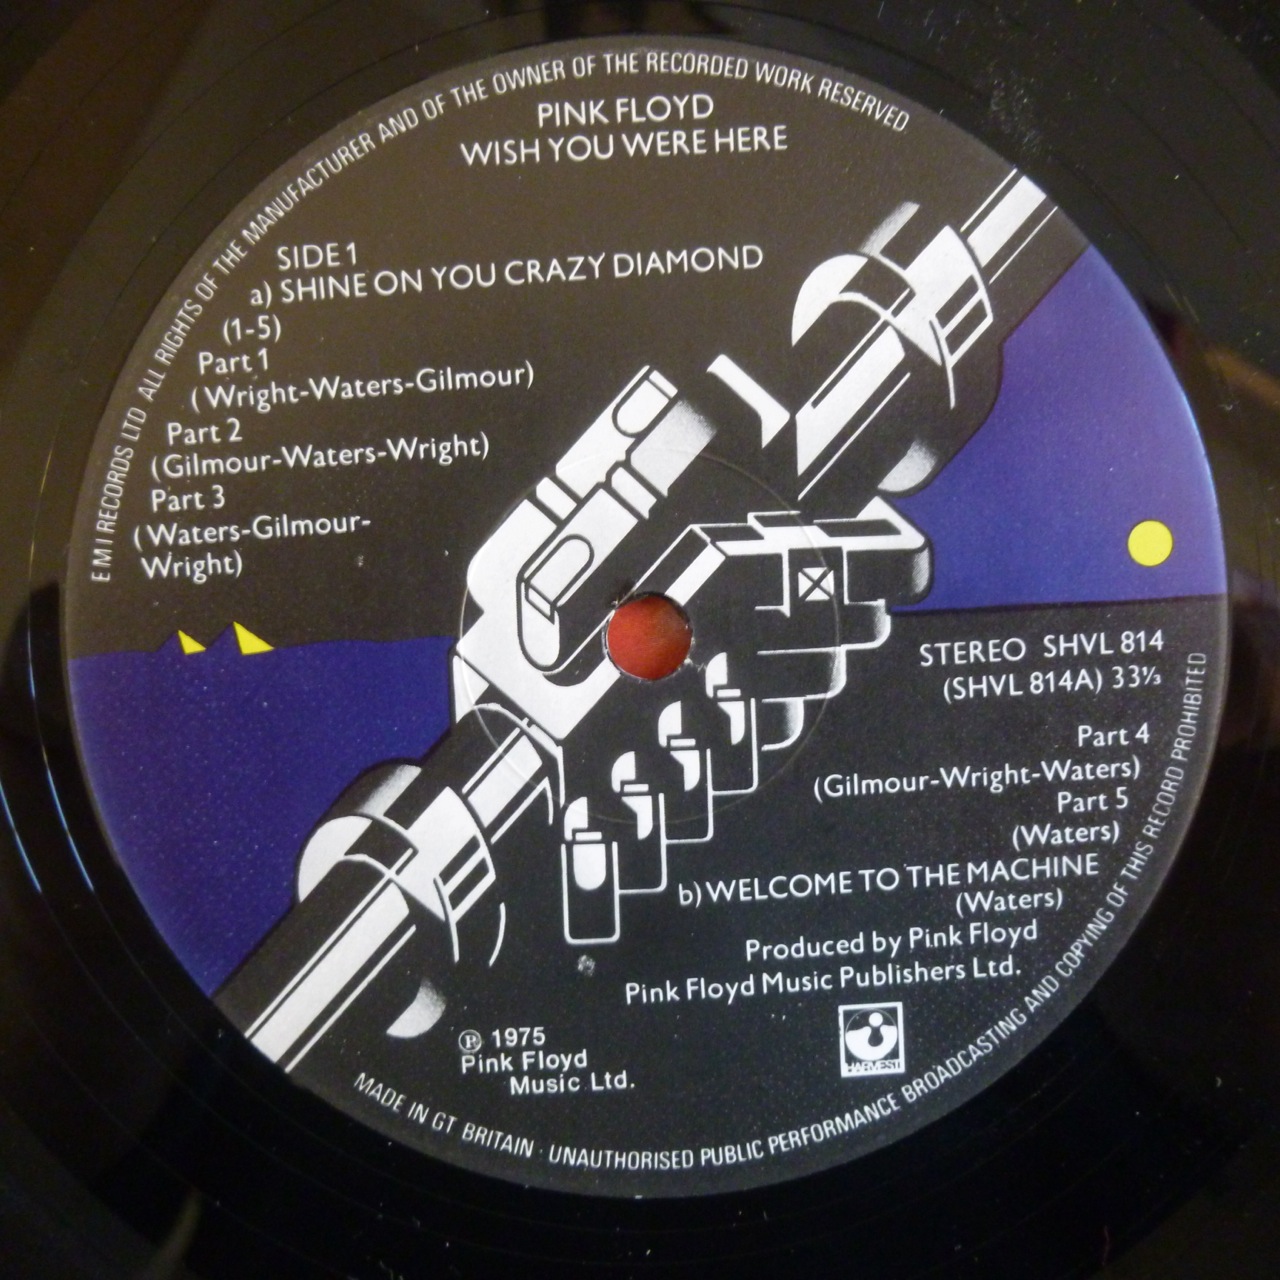 E M I RECORDS LTD ALL RIGHTS OF THE MANUFACTURER AND OF THE OWNER OF THE RECORDED WORK RESERVED
PINK FLOYD
WISH YOU WERE HERE
SIDE 1
a) SHINE ON YOU CRAZY DIAMOND
(1-5)
Part 1
(Wright-Waters-Gilmour)
Part 2
(Gilmour-Waters-Wright)
Part 3
(Waters-Gilmour-
Wright)
STEREO SHVL 814
(SHVL 814A) 33⅓
Part 4
(Gilmour-Wright-Waters)
Part 5
(Waters)
b) WELCOME TO THE MACHINE
(Waters)
Produced by Pink Floyd
Pink Floyd Music Publishers Ltd.
℗ 1975
Pink Floyd
Music Ltd.
HARVEST
MADE IN GT BRITAIN · UNAUTHORISED PUBLIC PERFORMANCE BROADCASTING AND COPYING OF THIS RECORD PROHIBITED